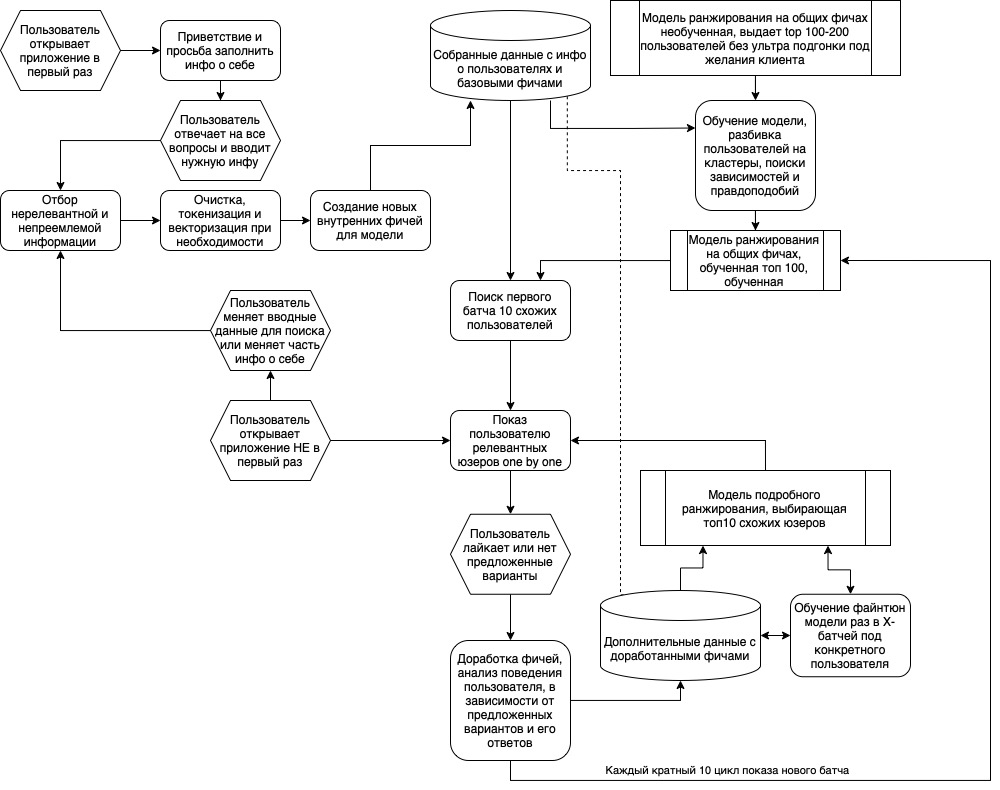 Пользователь
открывает
приложение в
первый раз
Приветствие и
просьба заполнить
инфо о себе
Собранные данные с инфо
о пользователях и
базовыми фичами
Модель ранжирования на общих фичах
необученная, выдает top 100-200
пользователей без ультра подгонки под
желания клиента
Пользователь
отвечает на все
вопросы и вводит
нужную инфу
Обучение модели,
разбивка
пользователей на
кластеры, поиски
зависимостей и
правдоподобий
Отбор
нерелевантной и
непреемлемой
информации
Очистка,
токенизация и
векторизация при
необходимости
Создание новых
внутренних фичей
для модели
Модель ранжирования
на общих фичах,
обученная топ 100,
обученная
Поиск первого
батча 10 схожих
пользователей
Пользователь
меняет вводные
данные для поиска
или меняет часть
инфо о себе
Пользователь
открывает
приложение НЕ в
первый раз
Показ
пользователю
релевантных
юзеров one by one
Модель подробного
ранжирования, выбирающая
топ10 схожих юзеров
Пользователь
лайкает или нет
предложенные
варианты
Дополнительные данные с
доработанными фичами
Обучение файнтюн
модели раз в X-
батчей под
конкретного
пользователя
Доработка фичей,
анализ поведения
пользователя, в
зависимости от
предложенных
вариантов и его
ответов
Каждый кратный 10 цикл показа нового батча